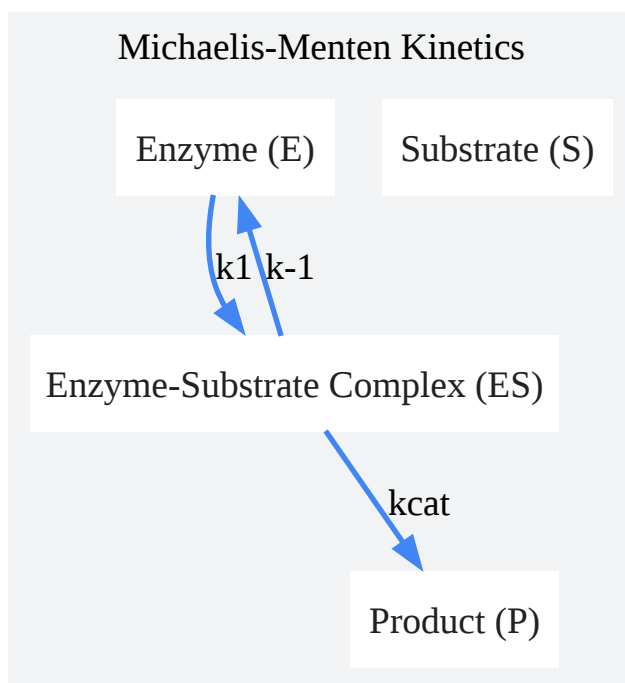 Michaelis-Menten Kinetics
Enzyme (E)
Substrate (S)
k1
k-1
Enzyme-Substrate Complex (ES)
kcat
Product (P)